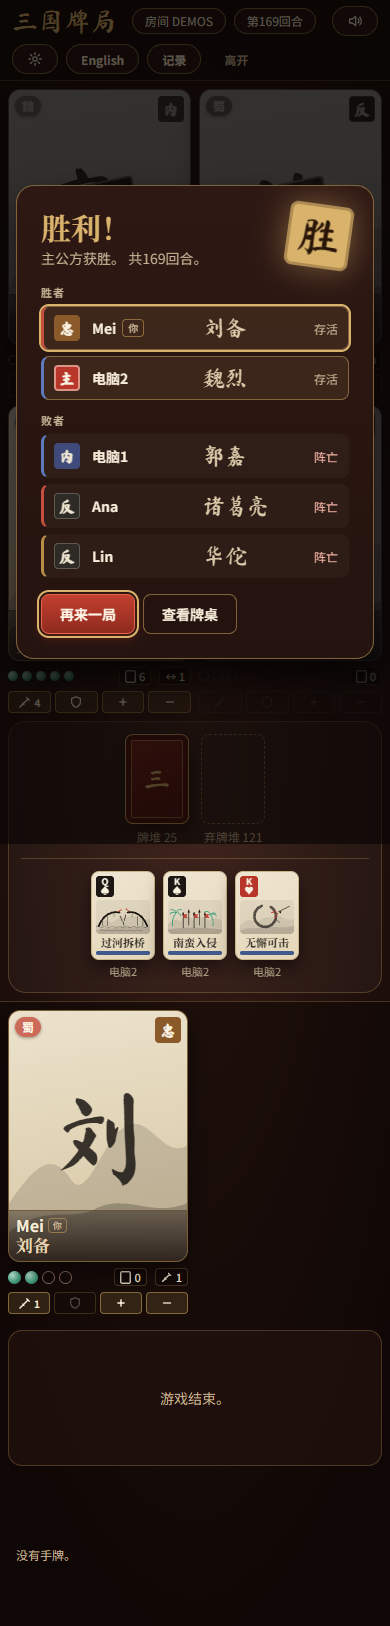 三国牌局
房间 DEMOS
第169回合
English
记录
离开
魏
内
蜀
反
胜利!
胜
主公方获胜。 共169回合。
胜者
忠 Mei 你 刘备 存活
主 电脑2 魏烈 存活
败者
内 电脑1 郭嘉 阵亡
反 Ana 诸葛亮 阵亡
反 Lin 华佗 阵亡
再来一局
查看牌桌
6 1 0
4
三
牌堆 25 弃牌堆 121
Q K K
过河拆桥 南蛮入侵 无懈可击
电脑2 电脑2 电脑2
蜀 忠
刘
Mei 你
刘备
0 1
1
游戏结束。
没有手牌。